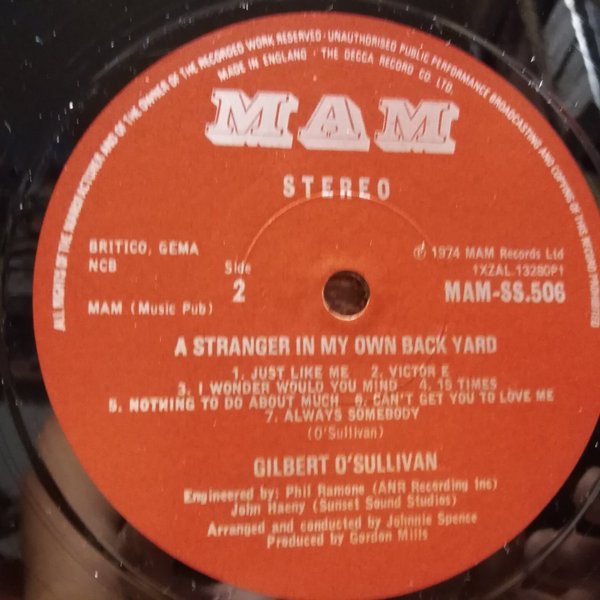 ALL RIGHTS OF THE MANUFACTURER AND OF THE OWNER OF THE RECORDED WORK RESERVED · UNAUTHORISED PUBLIC PERFORMANCE BROADCASTING AND COPYING OF THIS RECORD PROHIBITED
MADE IN ENGLAND · THE DECCA RECORD CO. LTD.
MAM
STEREO
BRITICO, GEMA
NCB
MAM (Music Pub)
Side
2
℗ 1974 MAM Records Ltd
1XZAL.13280P1
MAM-SS.506
A STRANGER IN MY OWN BACK YARD
1. JUST LIKE ME 2. VICTOR E
3. I WONDER WOULD YOU MIND 4. 15 TIMES
5. NOTHING TO DO ABOUT MUCH 6. CAN'T GET YOU TO LOVE ME
7. ALWAYS SOMEBODY
(O'Sullivan)
GILBERT O'SULLIVAN
Engineered by: Phil Ramone (ANR Recording Inc)
John Haeny (Sunset Sound Studios)
Arranged and conducted by Johnnie Spence
Produced by Gordon Mills